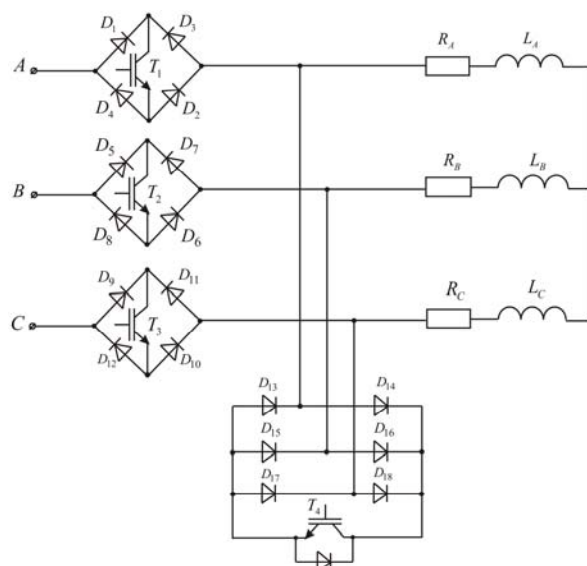 D1 D3
A T1 RA LA
D4 D2
D5 D7
B T2 RB LB
D8 D6
D9 D11
C T3 RC LC
D12 D10
D13 D14
D15 D16
D17 D18
T4